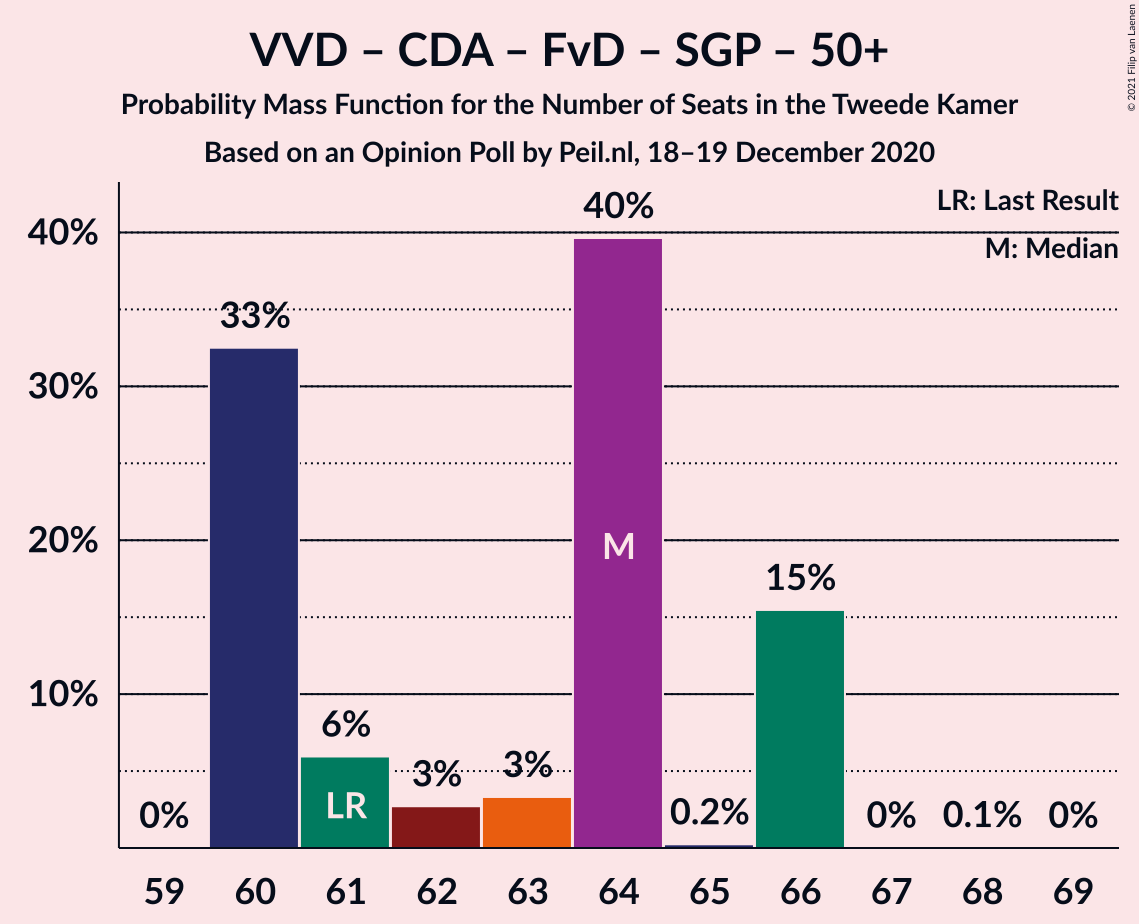 VVD – CDA – FvD – SGP – 50+
Probability Mass Function for the Number of Seats in the Tweede Kamer
Based on an Opinion Poll by Peil.nl, 18–19 December 2020
© 2021 Filip van Laenen
LR: Last Result
M: Median
40%
30%
20%
10%
0%
33%
6%
LR
3%
3%
40%
M
0.2%
15%
0%
0.1%
0%
59 60 61 62 63 64 65 66 67 68 69